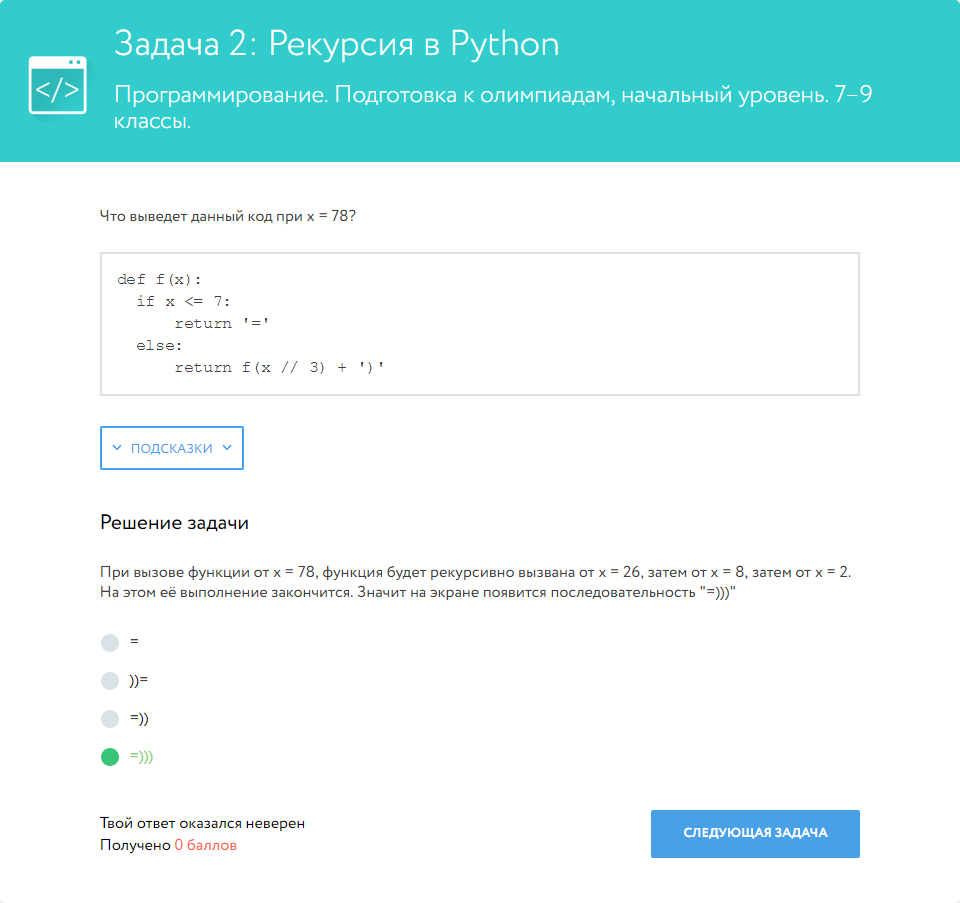 Задача 2: Рекурсия в Python
</>
Программирование. Подготовка к олимпиадам, начальный уровень. 7–9
классы.
Что выведет данный код при x = 78?
def f(x):
  if x <= 7:
      return '='
  else:
      return f(x // 3) + ')'
ПОДСКАЗКИ
Решение задачи
При вызове функции от x = 78, функция будет рекурсивно вызвана от x = 26, затем от x = 8, затем от x = 2.
На этом её выполнение закончится. Значит на экране появится последовательность "=)))"
=
))=
=))
=)))
Твой ответ оказался неверен
Получено 0 баллов
СЛЕДУЮЩАЯ ЗАДАЧА